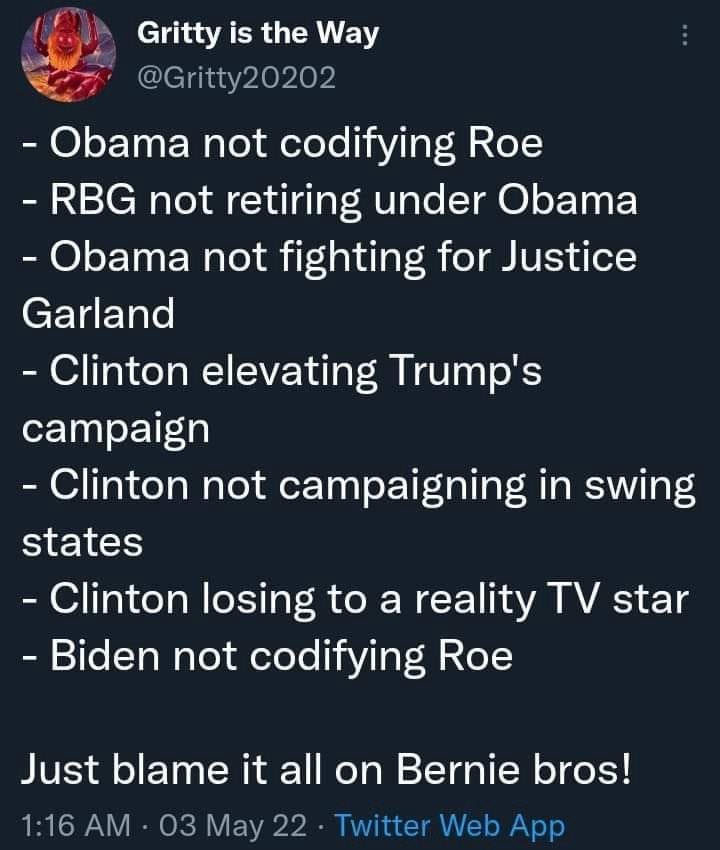 Gritty is the Way
@Gritty20202
- Obama not codifying Roe
- RBG not retiring under Obama
- Obama not fighting for Justice
Garland
- Clinton elevating Trump's
campaign
- Clinton not campaigning in swing
states
- Clinton losing to a reality TV star
- Biden not codifying Roe
Just blame it all on Bernie bros!
1:16 AM · 03 May 22 · Twitter Web App